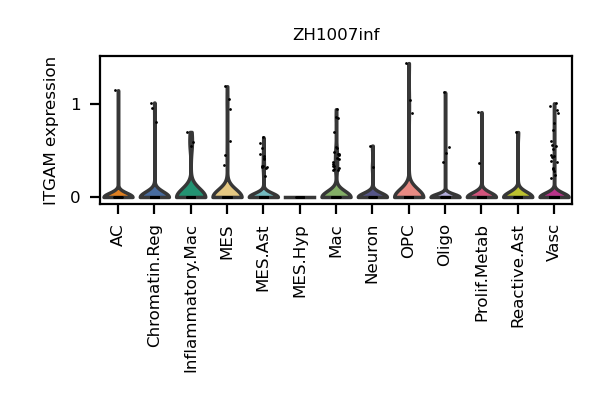 ZH1007inf
ITGAM expression
1
0
AC
Chromatin.Reg
Inflammatory.Mac
MES
MES.Ast
MES.Hyp
Mac
Neuron
OPC
Oligo
Prolif.Metab
Reactive.Ast
Vasc